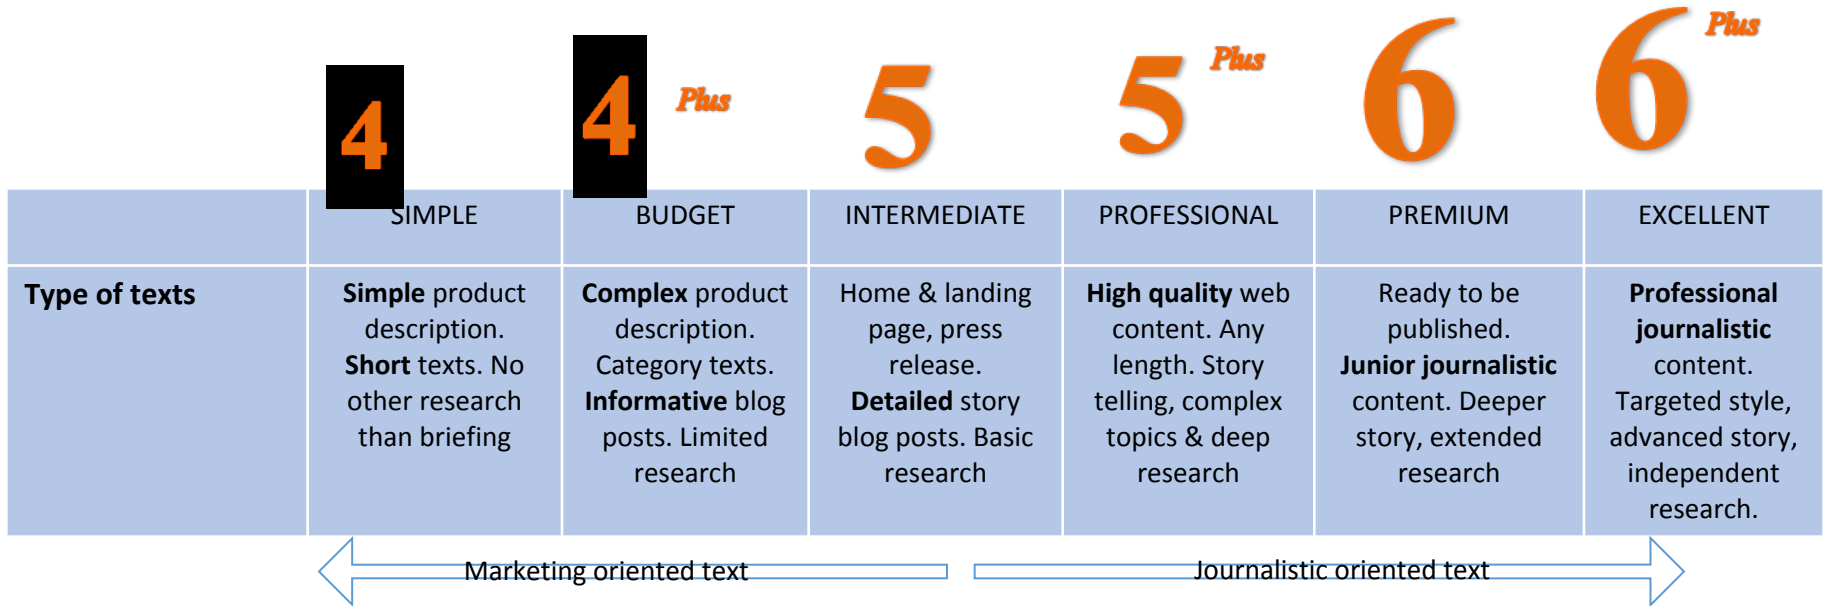 4
4 Plus
5
5 Plus
6
6 Plus
SIMPLE
BUDGET
INTERMEDIATE
PROFESSIONAL
PREMIUM
EXCELLENT
Type of texts
Simple product
description.
Short texts. No
other research
than briefing
Complex product
description.
Category texts.
Informative blog
posts. Limited
research
Home & landing
page, press
release.
Detailed story
blog posts. Basic
research
High quality web
content. Any
length. Story
telling, complex
topics & deep
research
Ready to be
published.
Junior journalistic
content. Deeper
story, extended
research
Professional
journalistic
content.
Targeted style,
advanced story,
independent
research.
Marketing oriented text
Journalistic oriented text